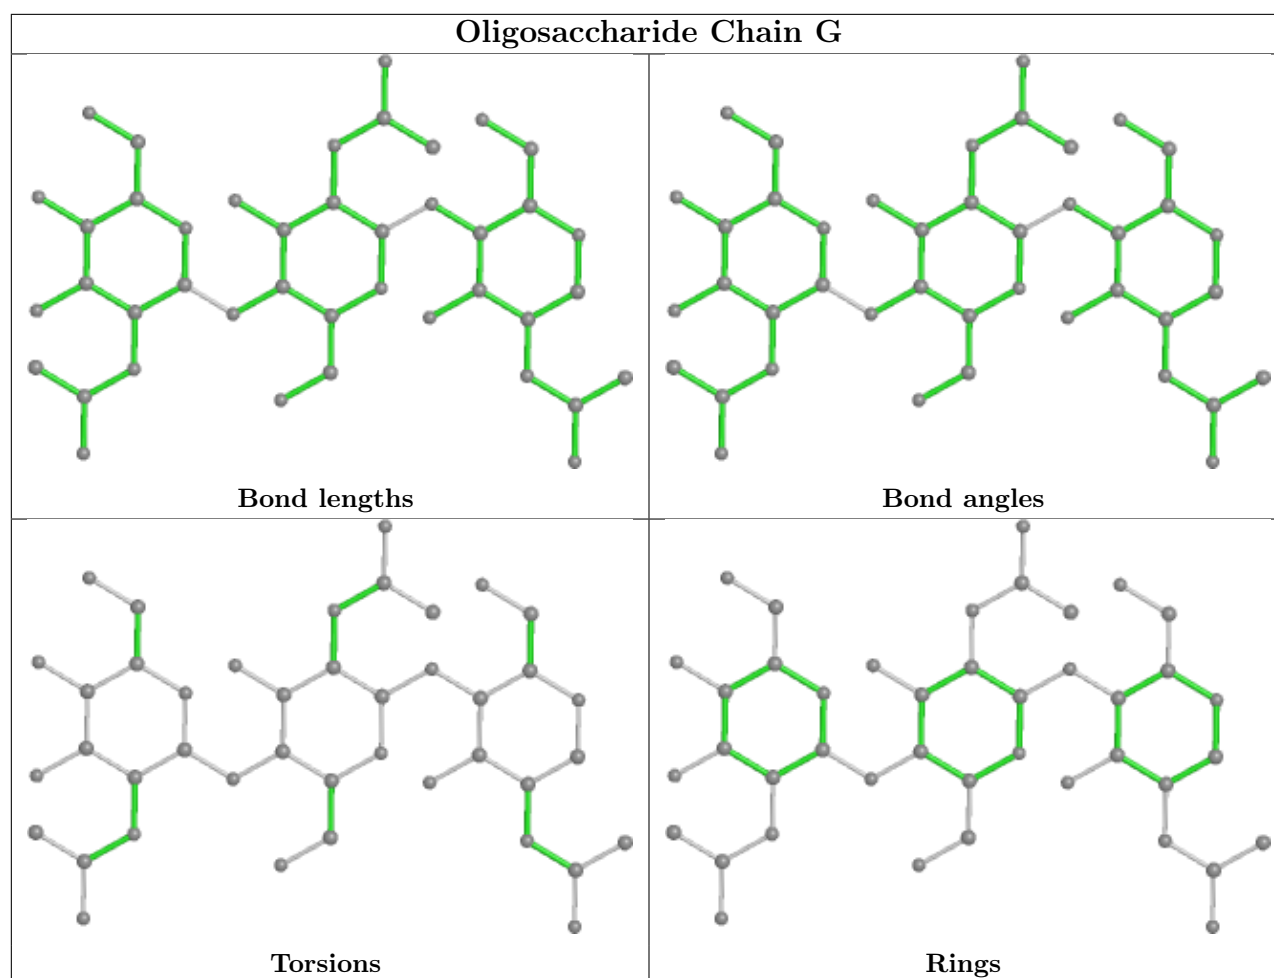 Oligosaccharide Chain G
Bond lengths
Bond angles
Torsions
Rings